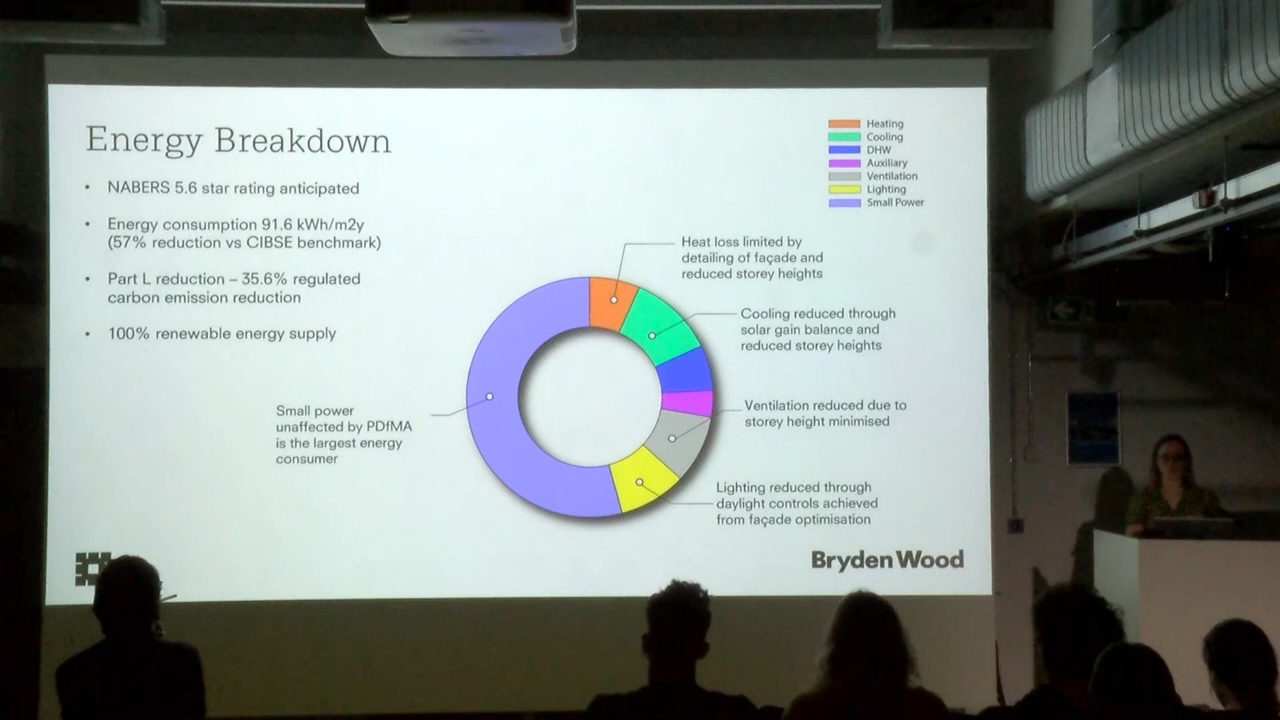 Energy Breakdown
• NABERS 5.6 star rating anticipated
• Energy consumption 91.6 kWh/m2y
(57% reduction vs CIBSE benchmark)
• Part L reduction – 35.6% regulated
carbon emission reduction
• 100% renewable energy supply
Heating
Cooling
DHW
Auxiliary
Ventilation
Lighting
Small Power
Heat loss limited by
detailing of façade and
reduced storey heights
Cooling reduced through
solar gain balance and
reduced storey heights
Ventilation reduced due to
storey height minimised
Lighting reduced through
daylight controls achieved
from façade optimisation
Small power
unaffected by PDfMA
is the largest energy
consumer
Bryden Wood